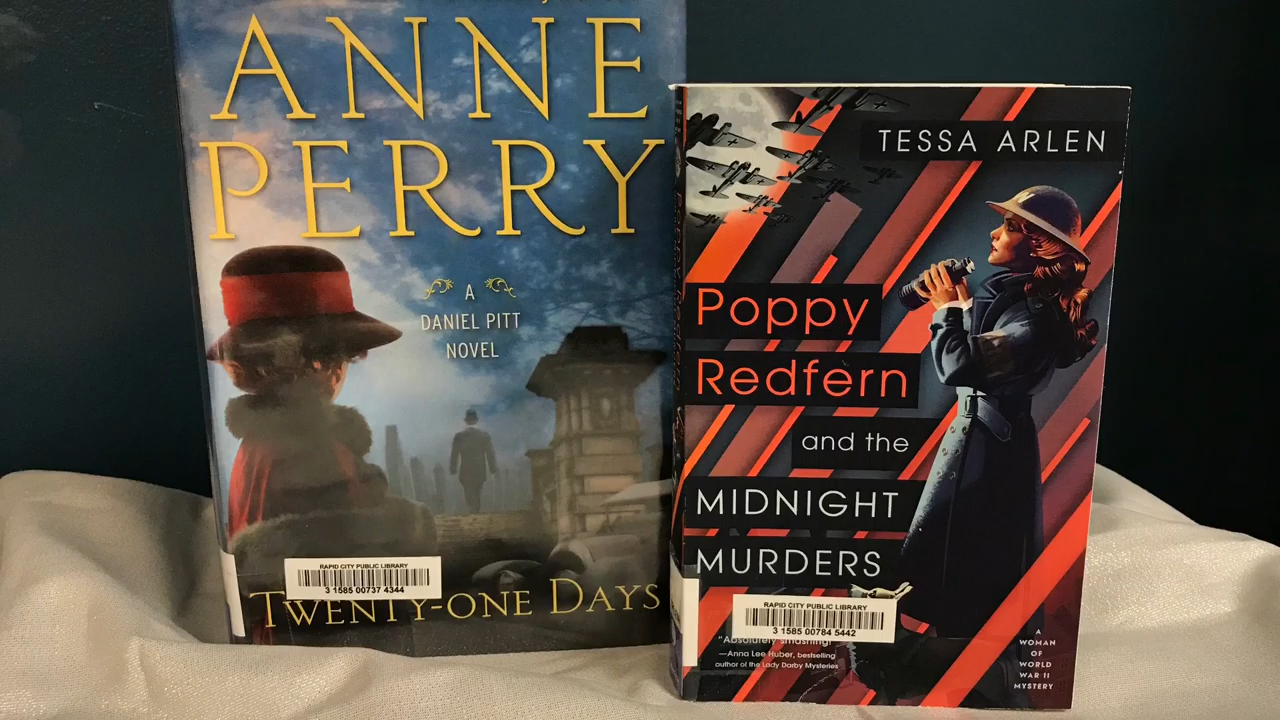 ANNE
PERRY
A
DANIEL PITT
NOVEL
RAPID CITY PUBLIC LIBRARY
3 1585 00737 4344
TWENTY-ONE DAYS
TESSA ARLEN
Poppy
Redfern
and the
MIDNIGHT
MURDERS
RAPID CITY PUBLIC LIBRARY
3 1585 00784 5442
"Absolutely smashing!"
—Anna Lee Huber, bestselling
author of the Lady Darby Mysteries
A
WOMAN
OF
WORLD
WAR II
MYSTERY